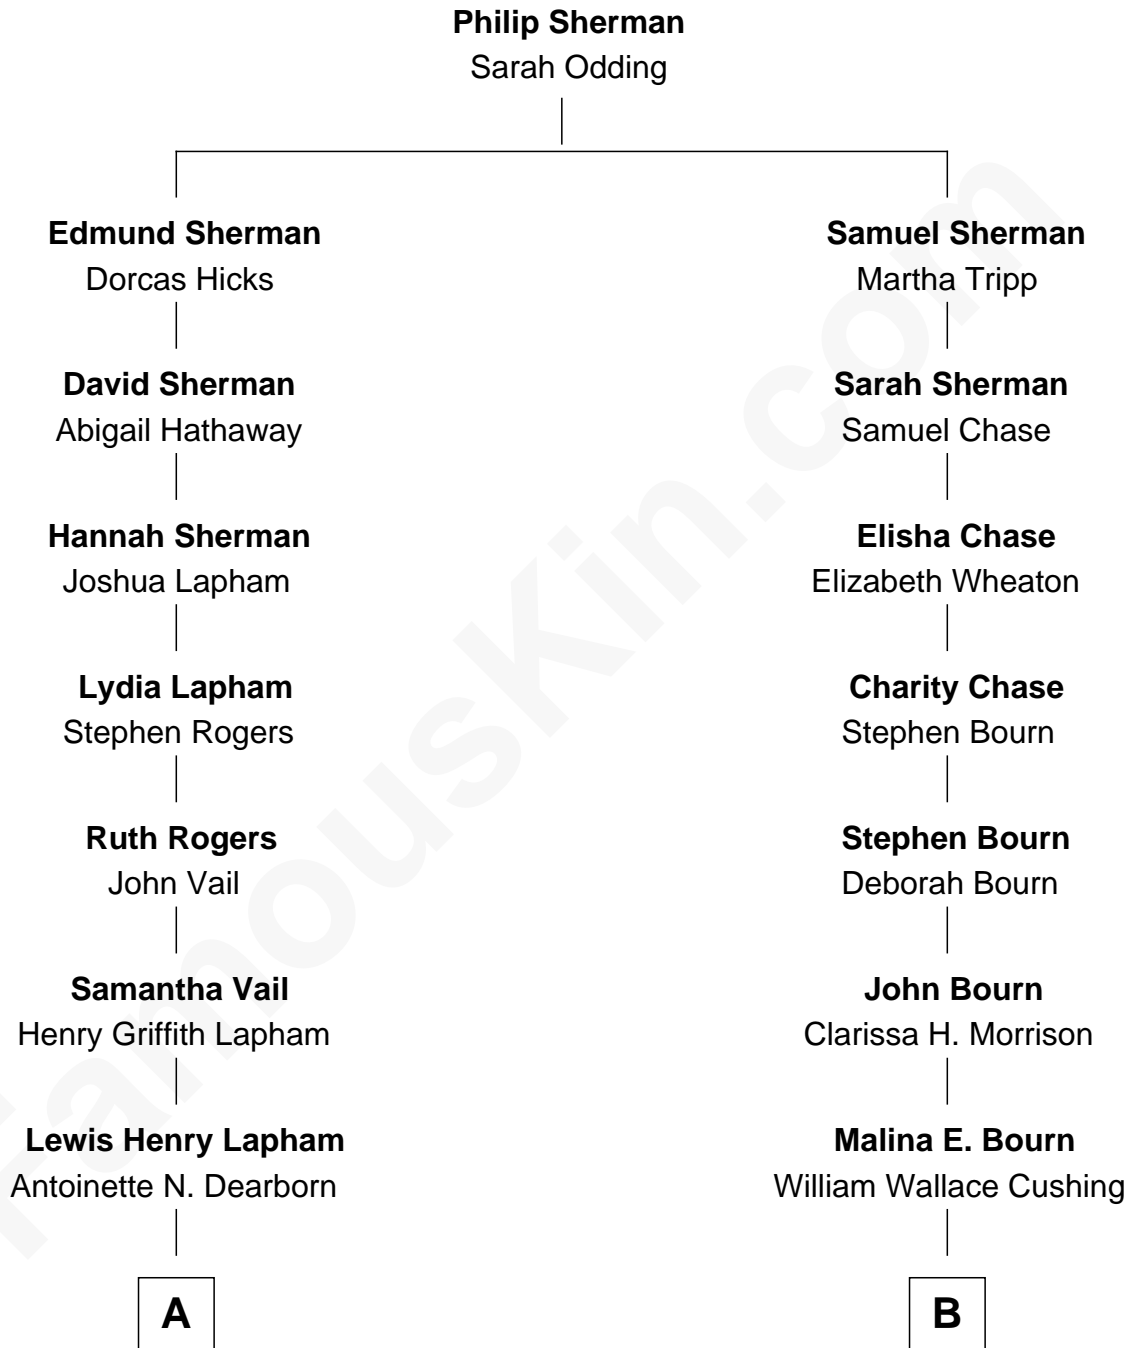 Philip Sherman
Sarah Odding
Edmund Sherman
Dorcas Hicks
David Sherman
Abigail Hathaway
Hannah Sherman
Joshua Lapham
Lydia Lapham
Stephen Rogers
Ruth Rogers
John Vail
Samantha Vail
Henry Griffith Lapham
Lewis Henry Lapham
Antoinette N. Dearborn
A
Samuel Sherman
Martha Tripp
Sarah Sherman
Samuel Chase
Elisha Chase
Elizabeth Wheaton
Charity Chase
Stephen Bourn
Stephen Bourn
Deborah Bourn
John Bourn
Clarissa H. Morrison
Malina E. Bourn
William Wallace Cushing
B
FamousKin.com